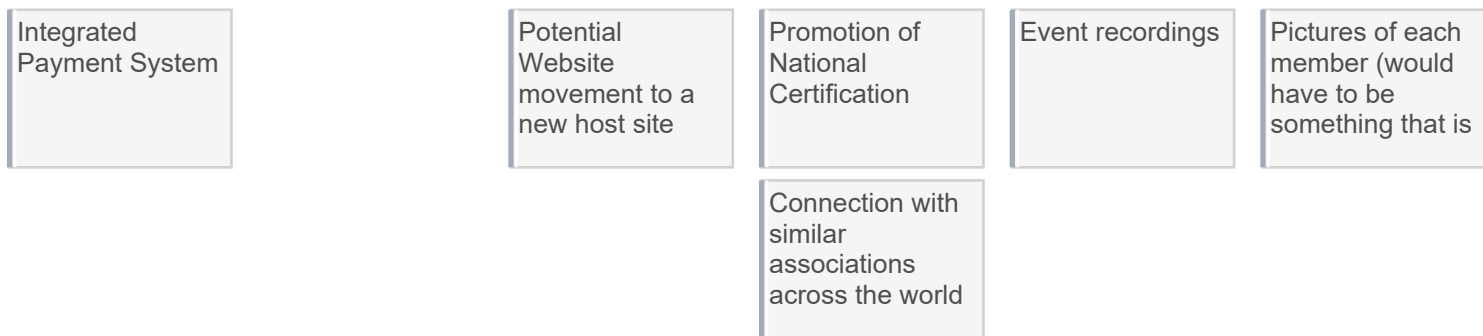 Integrated
Payment System
Potential
Website
movement to a
new host site
Promotion of
National
Certification
Event recordings
Pictures of each
member (would
have to be
something that is
Connection with
similar
associations
across the world